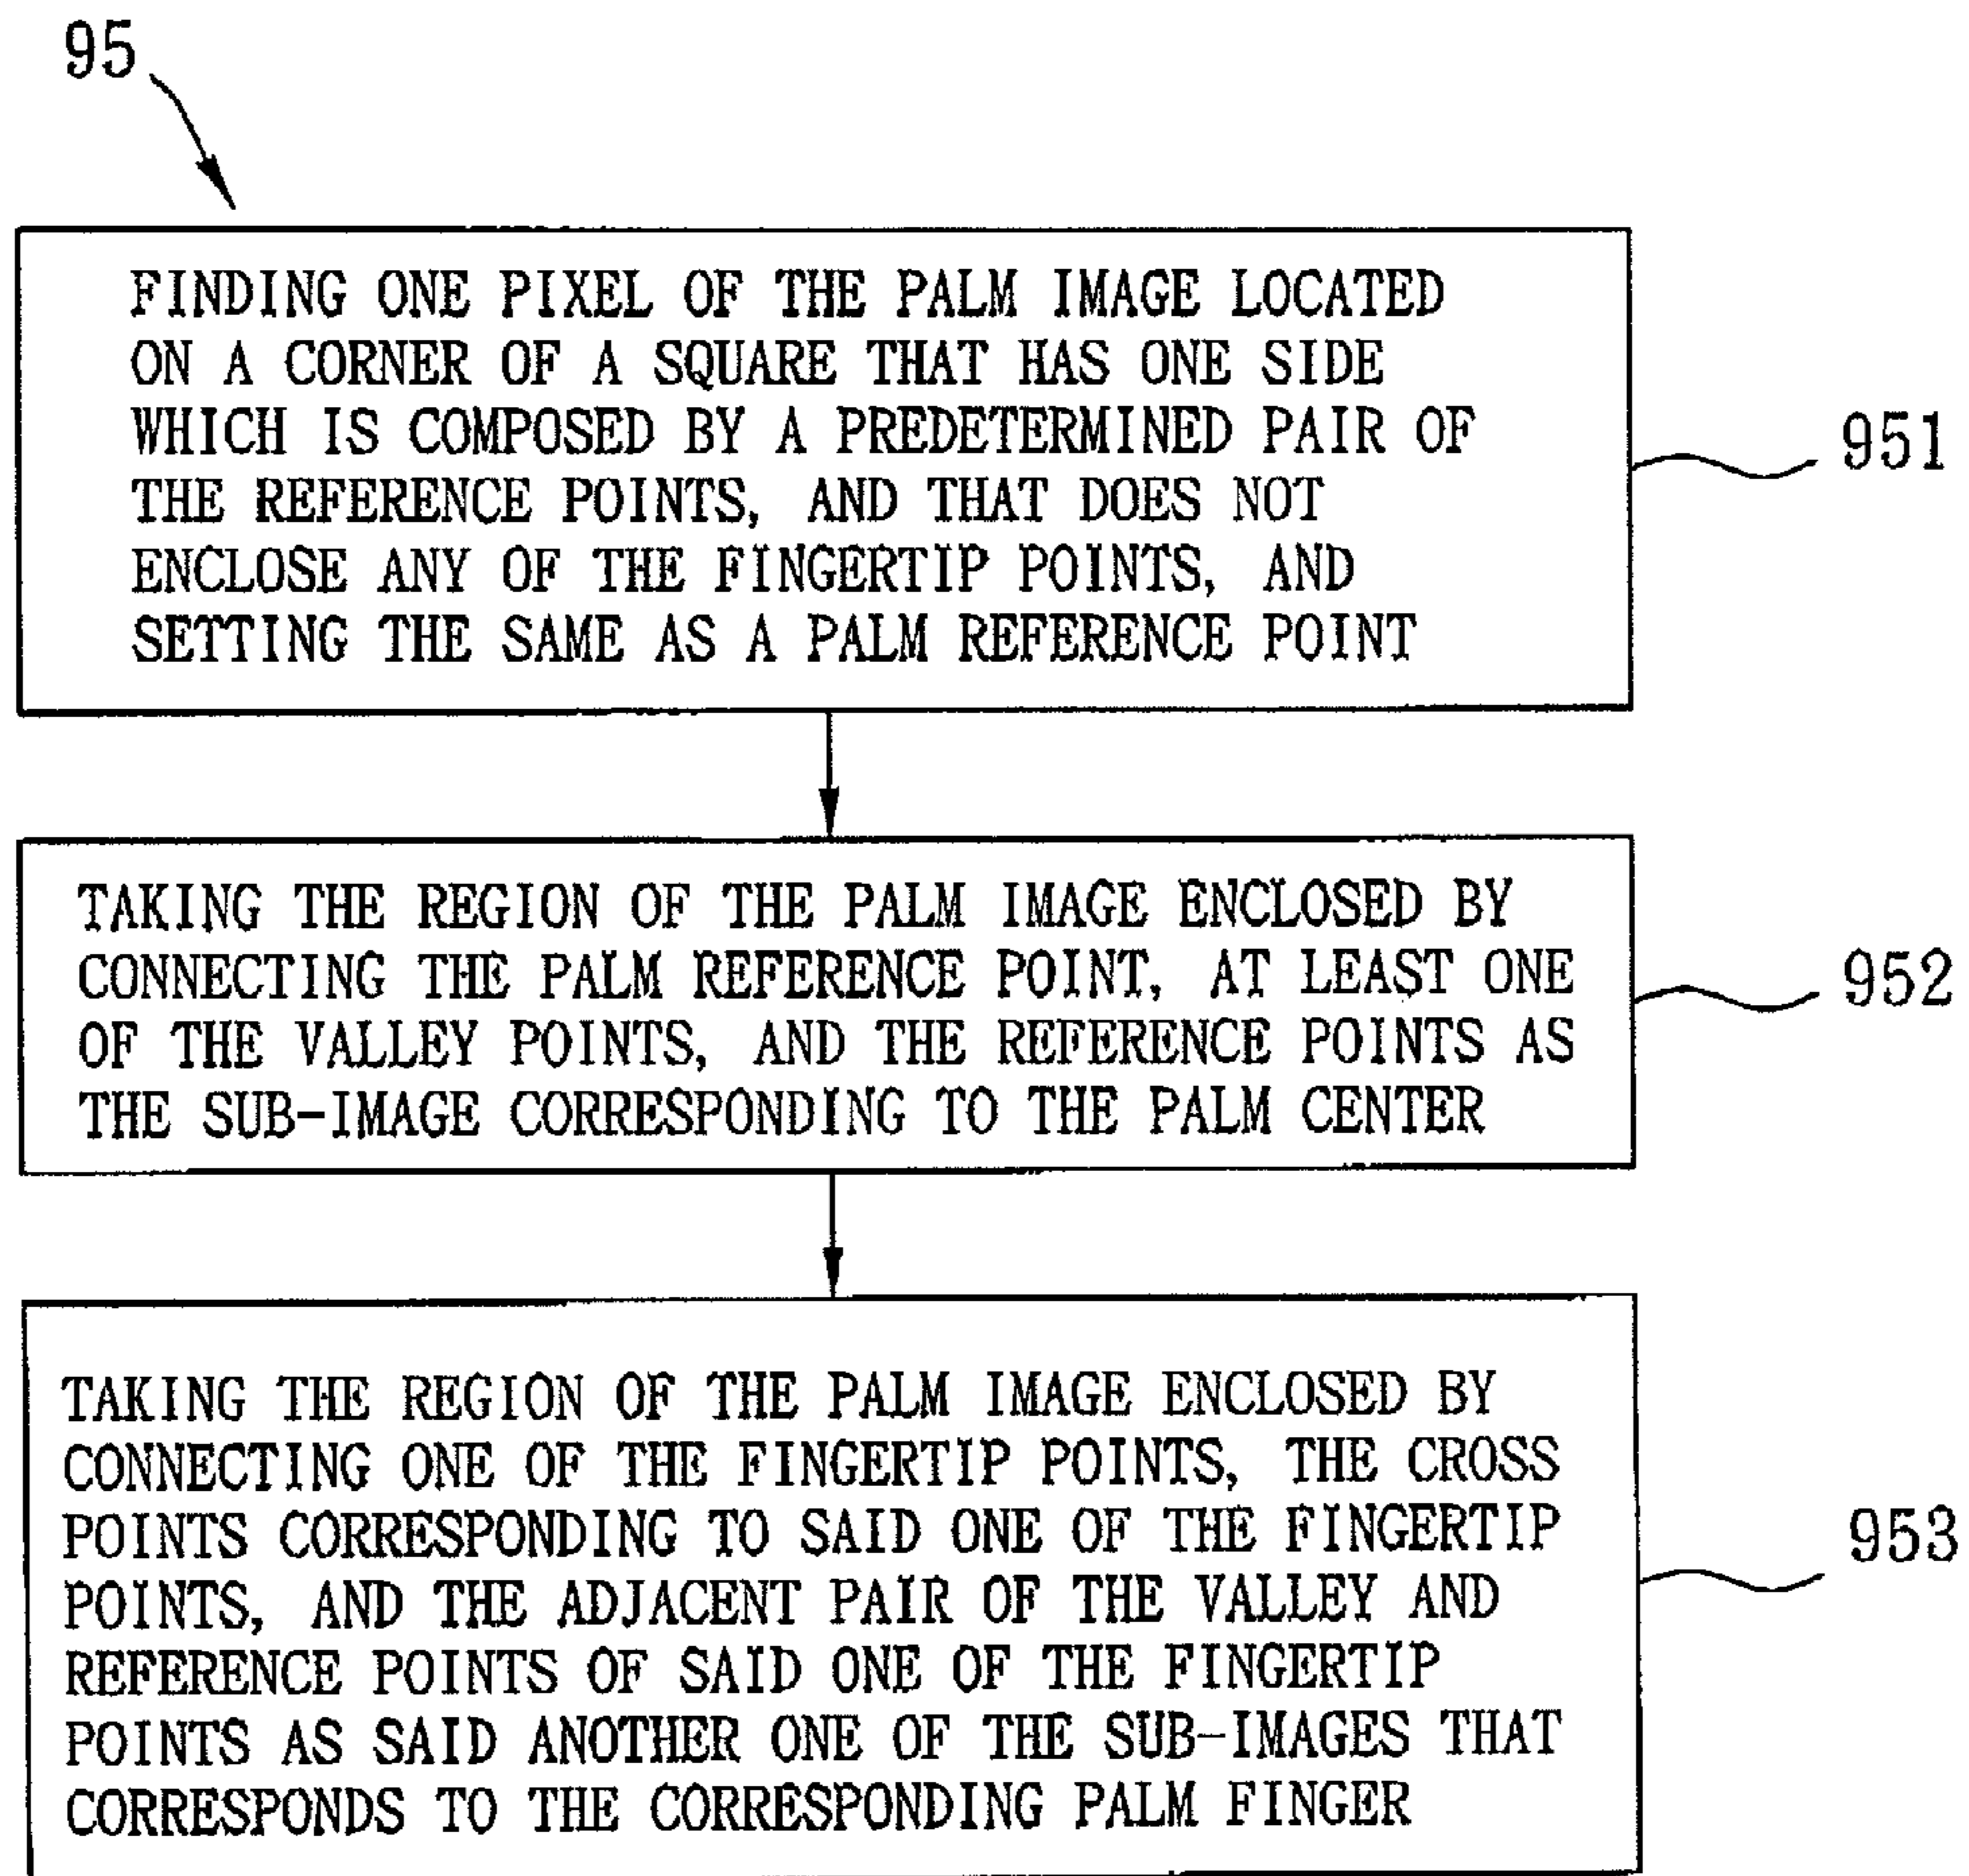 95
FINDING ONE PIXEL OF THE PALM IMAGE LOCATED
ON A CORNER OF A SQUARE THAT HAS ONE SIDE
WHICH IS COMPOSED BY A PREDETERMINED PAIR OF
THE REFERENCE POINTS, AND THAT DOES NOT
ENCLOSE ANY OF THE FINGERTIP POINTS, AND
SETTING THE SAME AS A PALM REFERENCE POINT
951
TAKING THE REGION OF THE PALM IMAGE ENCLOSED BY
CONNECTING THE PALM REFERENCE POINT, AT LEAST ONE
OF THE VALLEY POINTS, AND THE REFERENCE POINTS AS
THE SUB-IMAGE CORRESPONDING TO THE PALM CENTER
952
TAKING THE REGION OF THE PALM IMAGE ENCLOSED BY
CONNECTING ONE OF THE FINGERTIP POINTS, THE CROSS
POINTS CORRESPONDING TO SAID ONE OF THE FINGERTIP
POINTS, AND THE ADJACENT PAIR OF THE VALLEY AND
REFERENCE POINTS OF SAID ONE OF THE FINGERTIP
POINTS AS SAID ANOTHER ONE OF THE SUB-IMAGES THAT
CORRESPONDS TO THE CORRESPONDING PALM FINGER
953